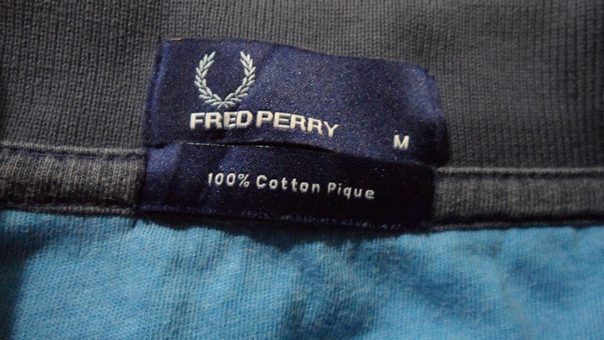 FRED PERRY
M
100% Cotton Pique